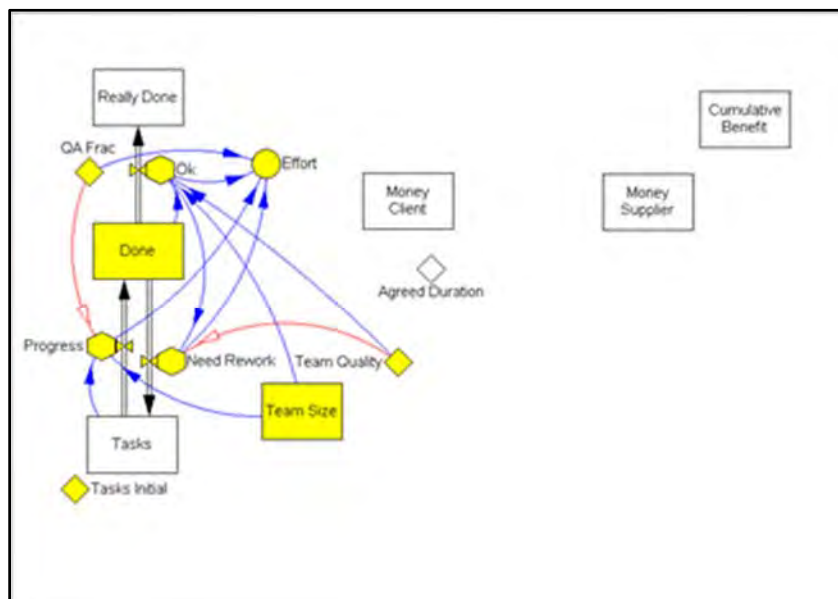 Really Done
Cumulative
Benefit
QA Frac
Ok
Effort
Money
Client
Money
Supplier
Done
Agreed Duration
Progress
Need Rework
Team Quality
Team Size
Tasks
Tasks Initial